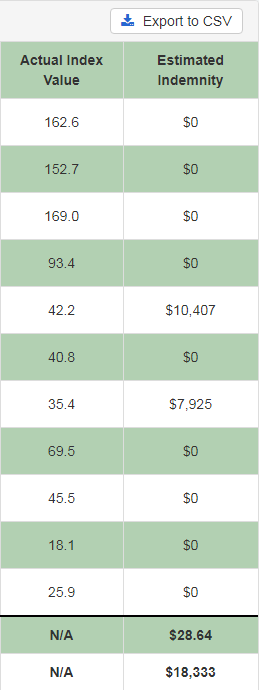 Export to CSV
Actual Index Estimated
Value Indemnity
162.6 $0
152.7 $0
169.0 $0
93.4 $0
42.2 $10,407
40.8 $0
35.4 $7,925
69.5 $0
45.5 $0
18.1 $0
25.9 $0
N/A $28.64
N/A $18,333